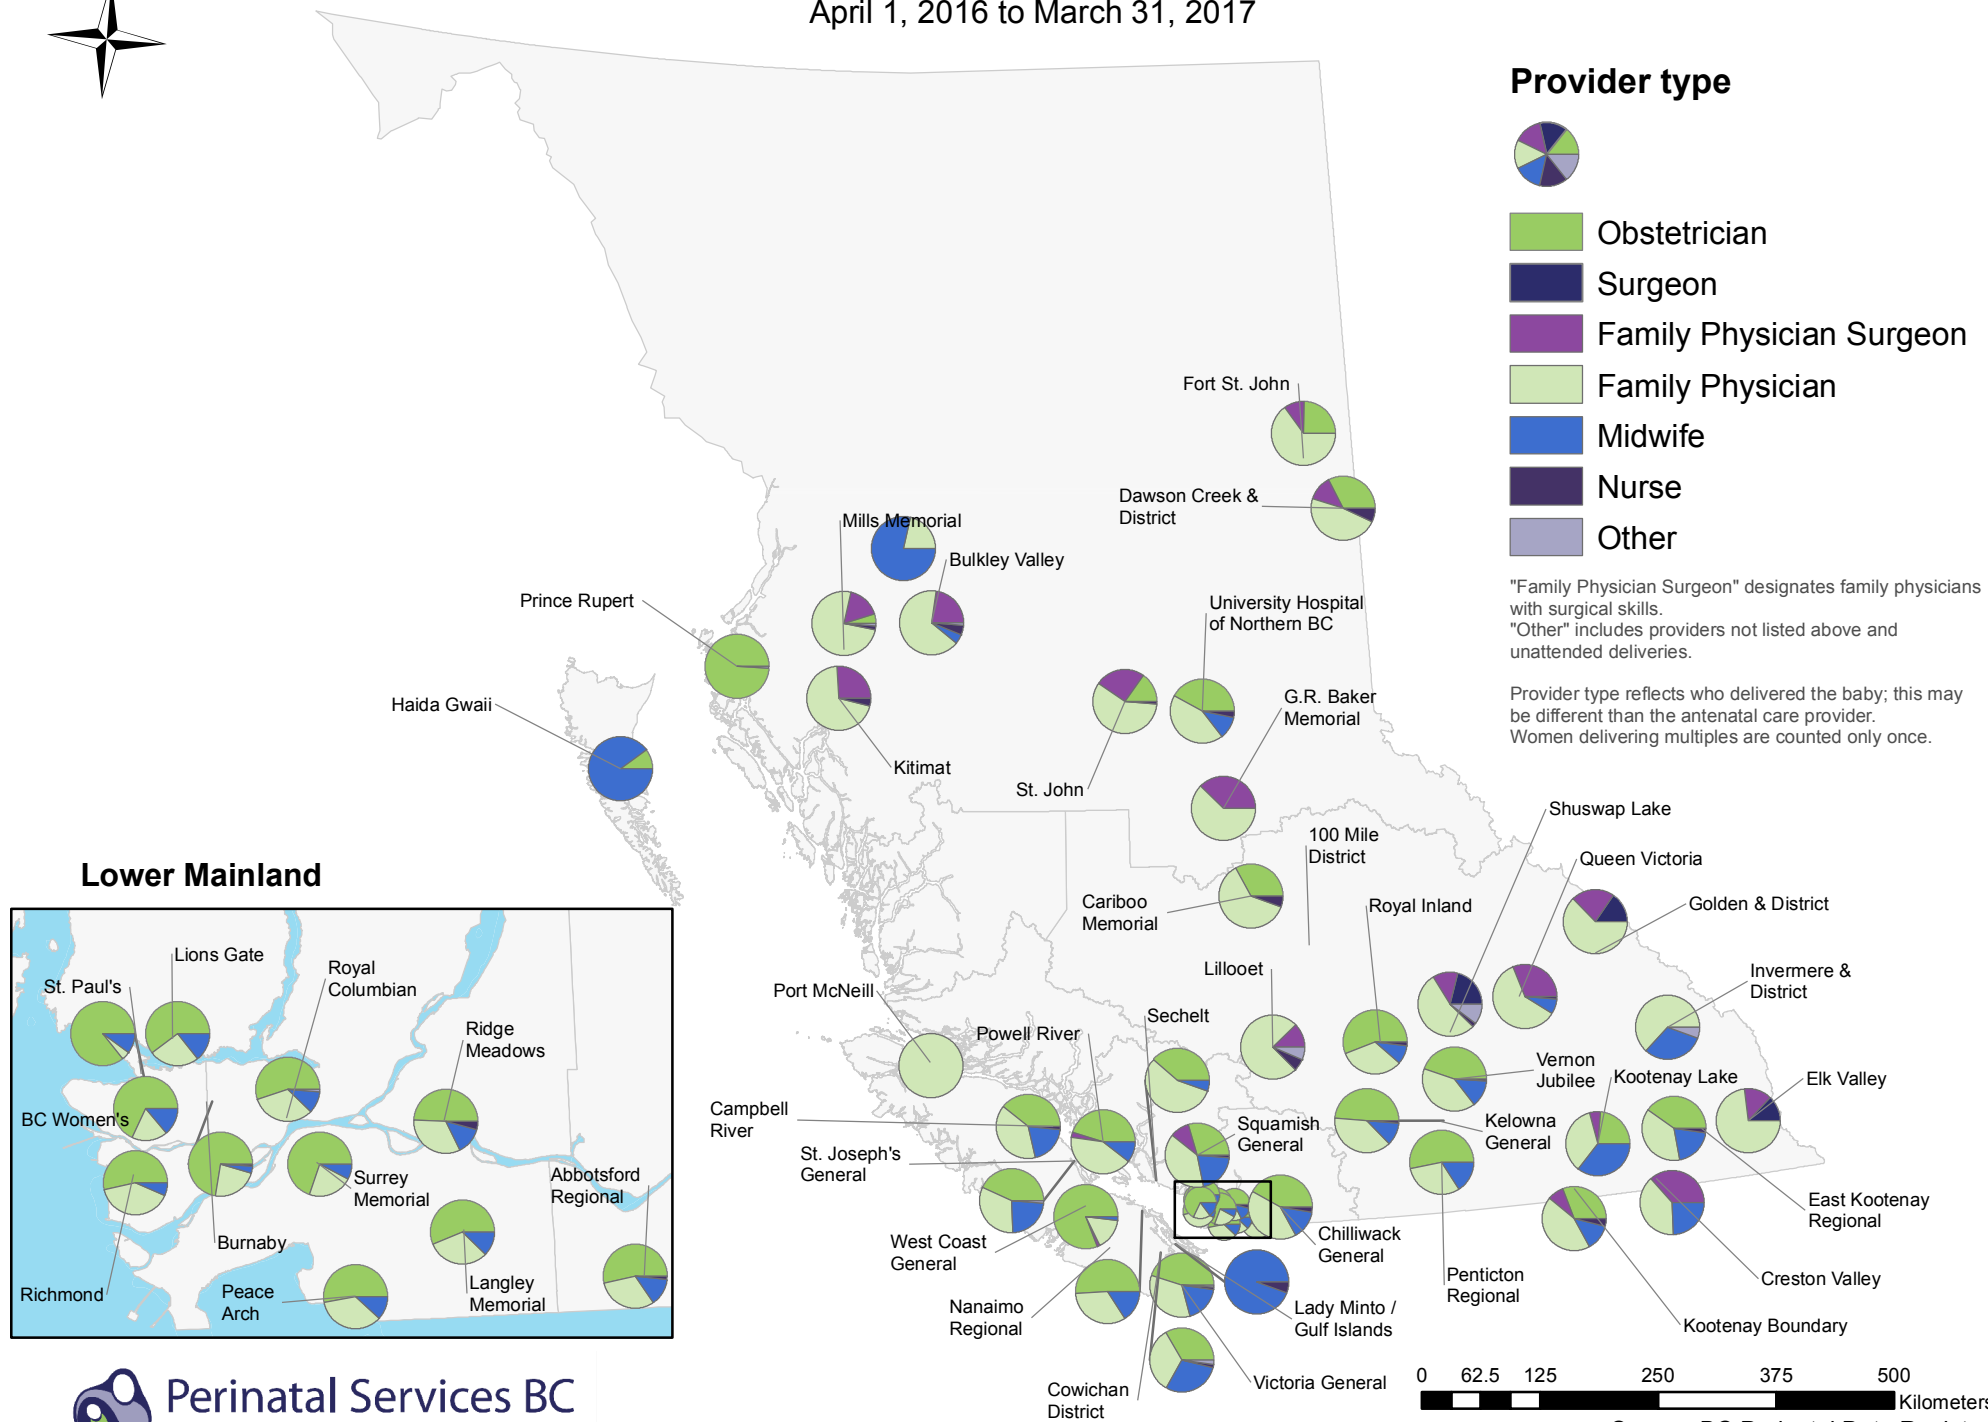 April 1, 2016 to March 31, 2017
Provider type
Obstetrician
Surgeon
Family Physician Surgeon
Family Physician
Midwife
Nurse
Other
"Family Physician Surgeon" designates family physicians
with surgical skills.
"Other" includes providers not listed above and
unattended deliveries.
Provider type reflects who delivered the baby; this may
be different than the antenatal care provider.
Women delivering multiples are counted only once.
Fort St. John
Dawson Creek &
District
Mills Memorial
Bulkley Valley
Prince Rupert
University Hospital
of Northern BC
Haida Gwaii
G.R. Baker
Memorial
Kitimat
St. John
Shuswap Lake
100 Mile
District
Queen Victoria
Cariboo
Memorial
Royal Inland
Golden & District
Lillooet
Invermere &
District
Port McNeill
Sechelt
Powell River
Vernon
Jubilee
Kootenay Lake
Elk Valley
Campbell
River
Squamish
General
Kelowna
General
St. Joseph's
General
East Kootenay
Regional
West Coast
General
Chilliwack
General
Penticton
Regional
Creston Valley
Nanaimo
Regional
Lady Minto /
Gulf Islands
Kootenay Boundary
Cowichan
District
Victoria General
Lower Mainland
Lions Gate
St. Paul's
Royal
Columbian
Ridge
Meadows
BC Women's
Surrey
Memorial
Abbotsford
Regional
Burnaby
Richmond
Peace
Arch
Langley
Memorial
Perinatal Services BC
0 62.5 125 250 375 500
Kilometers